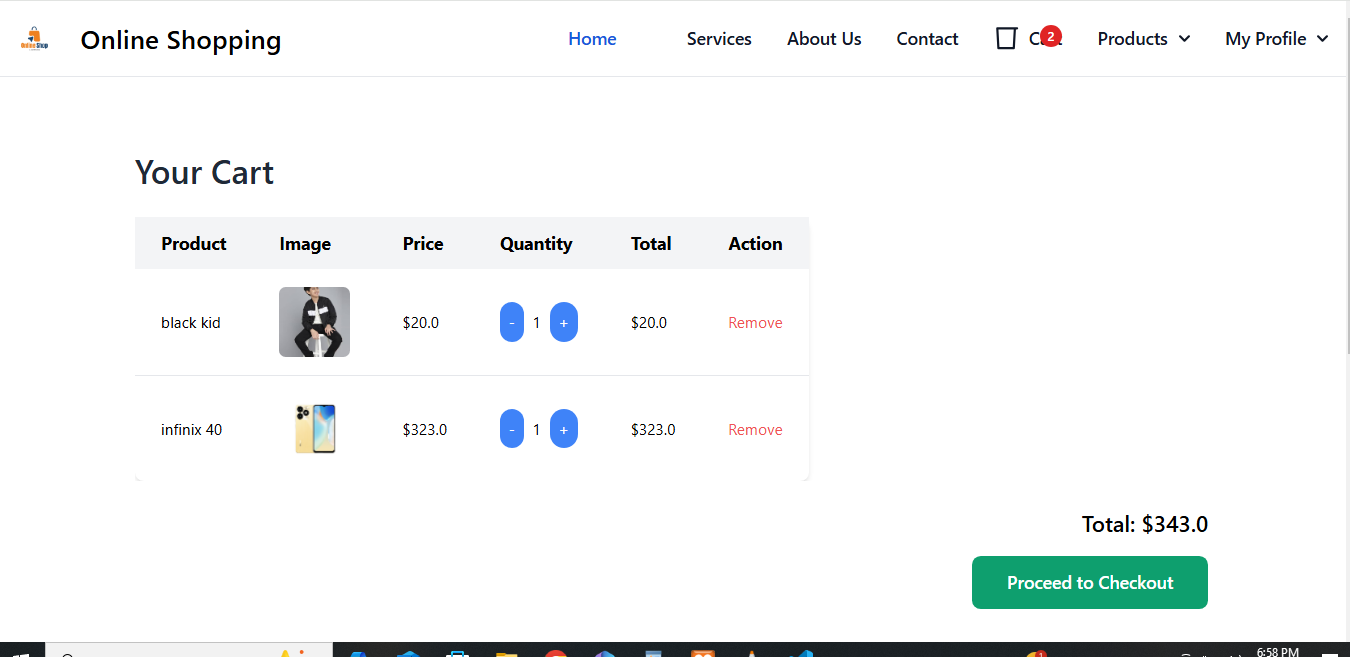 Online Shop
Online Shopping
Home Services About Us Contact 2 Products My Profile
Your Cart
Product Image Price Quantity Total Action
black kid $20.0 - 1 + $20.0 Remove
infinix 40 $323.0 - 1 + $323.0 Remove
Total: $343.0
Proceed to Checkout
1
6:58 PM